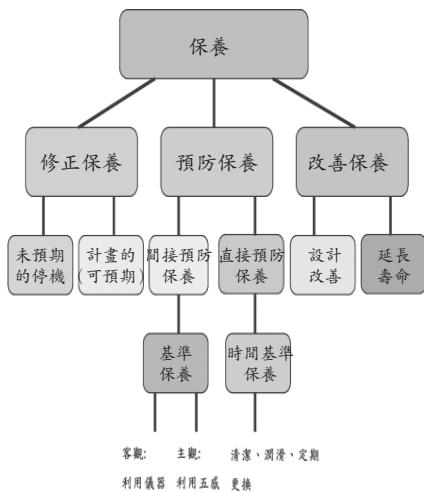 保養
修正保養
預防保養
改善保養
未預期
的停機
計畫的
(可預期)
間接預防
保養
直接預防
保養
設計
改善
延長
壽命
基準
保養
時間基準
保養
客觀:
利用儀器
主觀:
利用五感
清潔、潤滑、定期
更換